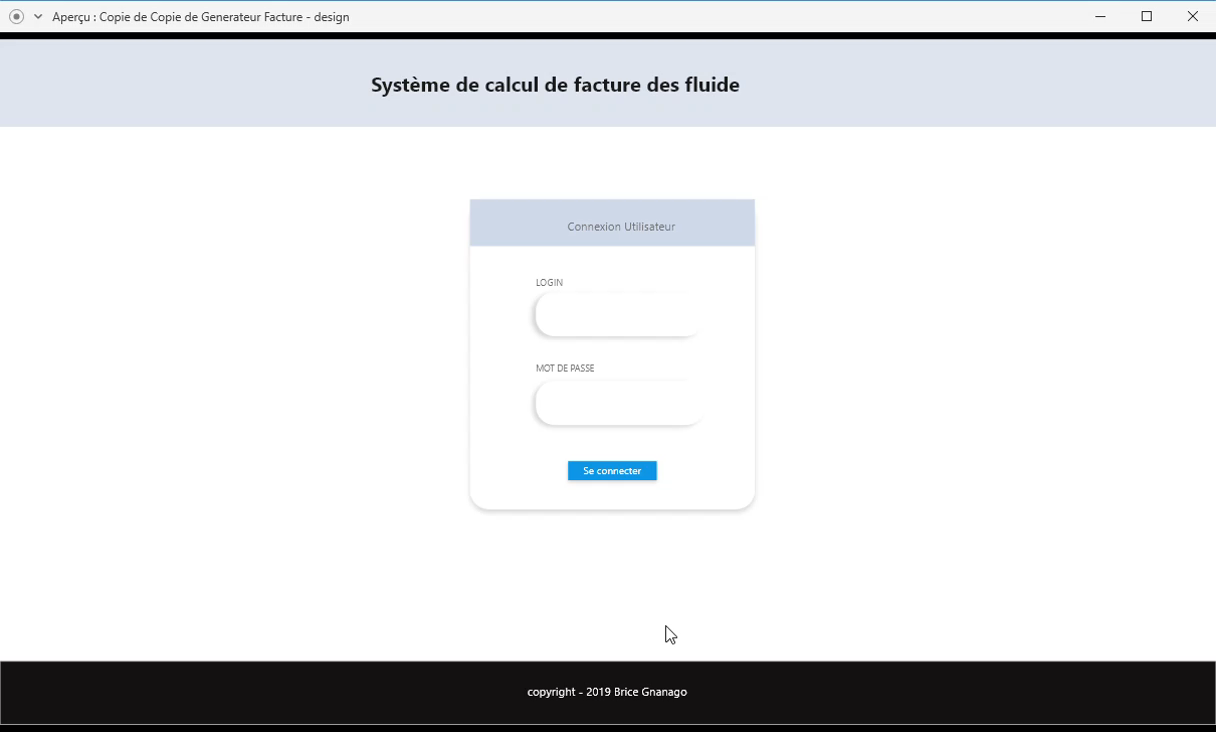 Aperçu : Copie de Copie de Generateur Facture - design
Système de calcul de facture des fluide
Connexion Utilisateur
LOGIN
MOT DE PASSE
Se connecter
copyright - 2019 Brice Gnanago